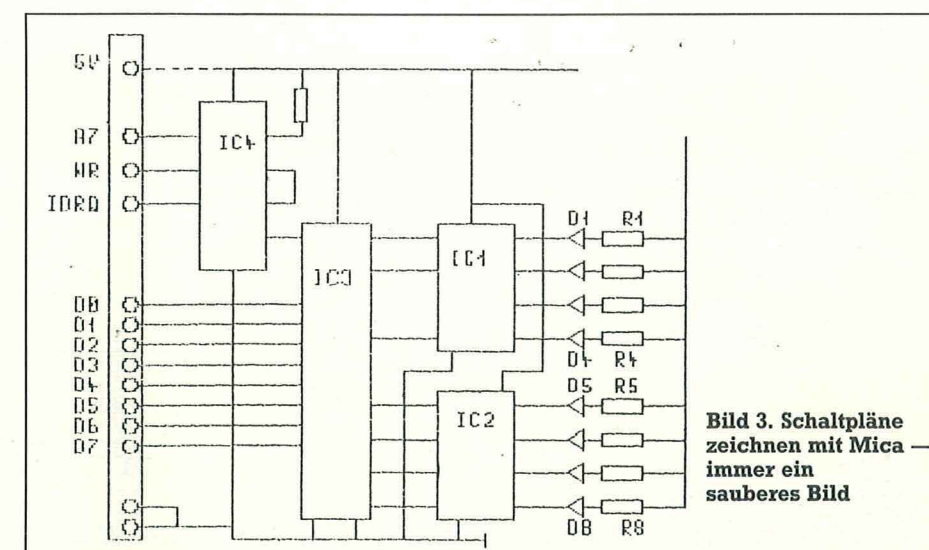 5V
A7
WR
IORQ
D0
D1
D2
D3
D4
D5
D6
D7
IC4
IC3
IC1
IC2
D1 R1
D4 R4
D5 R5
D8 R8
Bild 3. Schaltpläne
zeichnen mit Mica —
immer ein
sauberes Bild